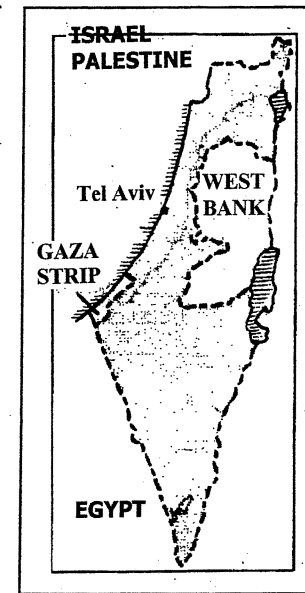 ISRAEL
PALESTINE
Tel Aviv
WEST
BANK
GAZA
STRIP
EGYPT